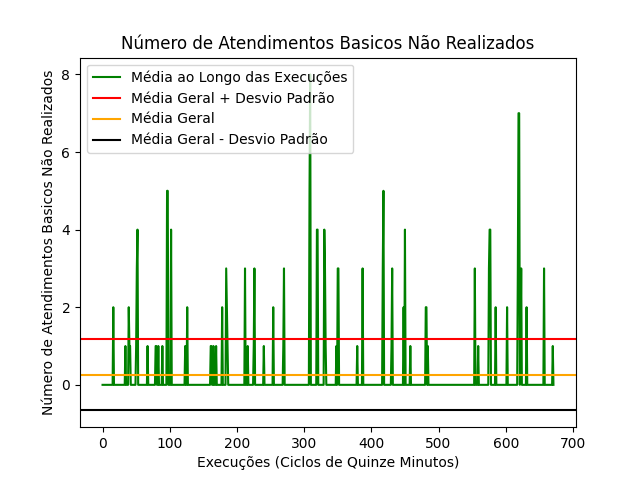 Número de Atendimentos Basicos Não Realizados
Média ao Longo das Execuções
Média Geral + Desvio Padrão
Média Geral
Média Geral - Desvio Padrão
Número de Atendimentos Basicos Não Realizados
8
6
4
2
0
0 100 200 300 400 500 600 700
Execuções (Ciclos de Quinze Minutos)